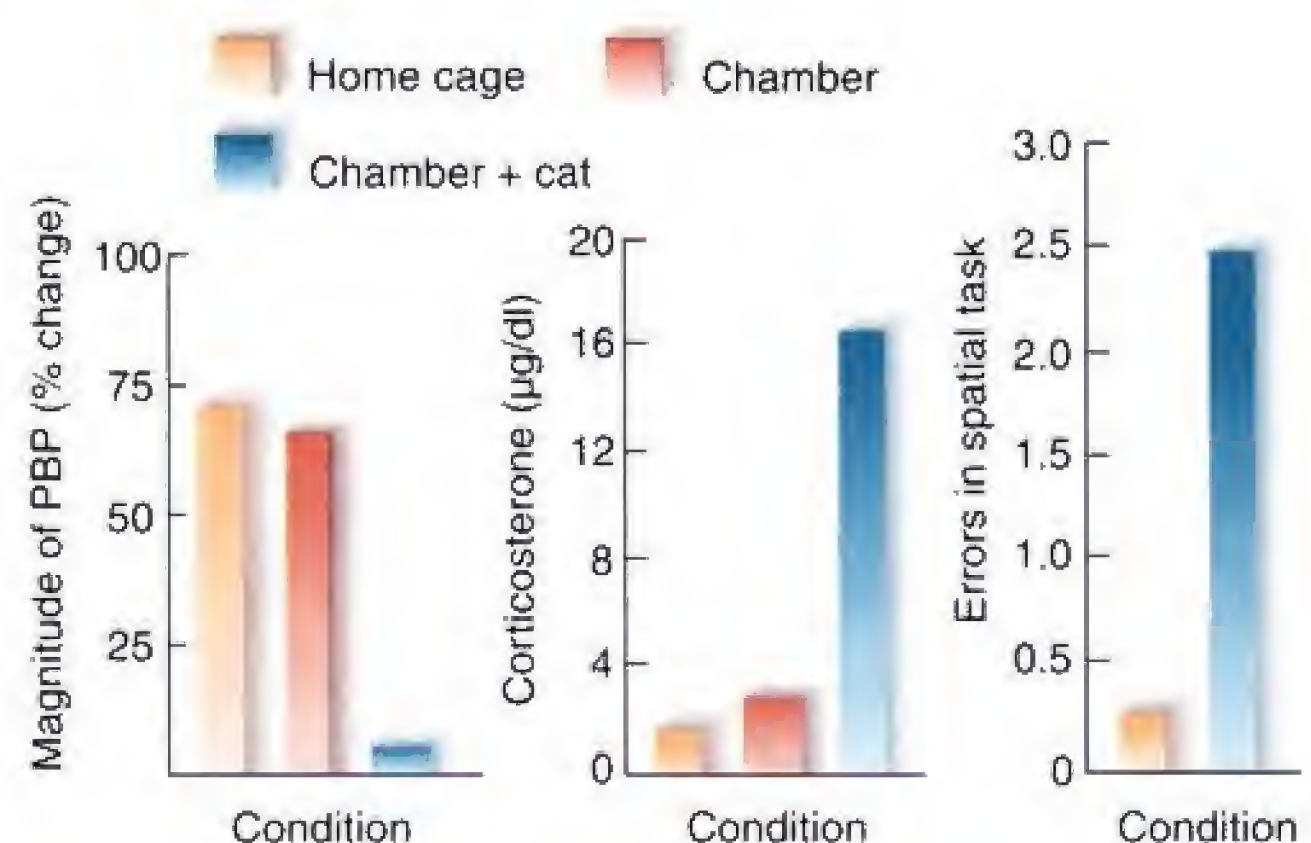 Home cage
Chamber
Chamber + cat
Magnitude of PBP (% change)
100
75
50
25
Condition
Corticosterone (µg/dl)
20
16
12
8
4
0
Condition
Errors in spatial task
3.0
2.5
2.0
1.5
1.0
0.5
0
Condition